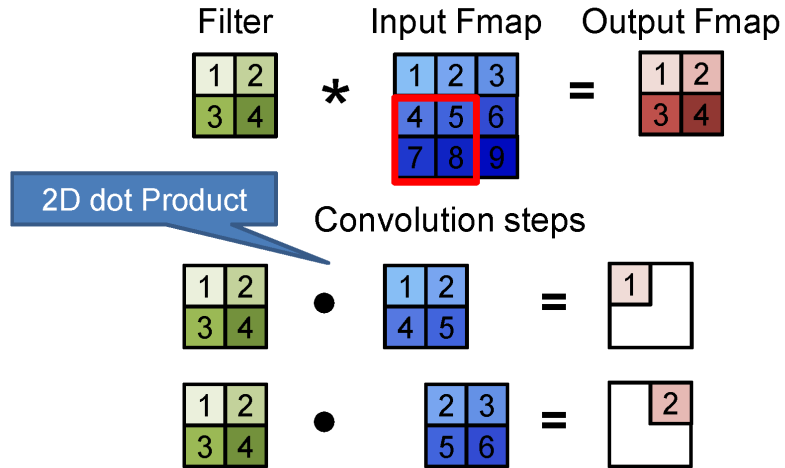 Filter Input Fmap Output Fmap
1 2 * 1 2 3 = 1 2
3 4 4 5 6 3 4
7 8 9
2D dot Product
Convolution steps
1 2 • 1 2 = 1
3 4 4 5
1 2 • 2 3 = 2
3 4 5 6